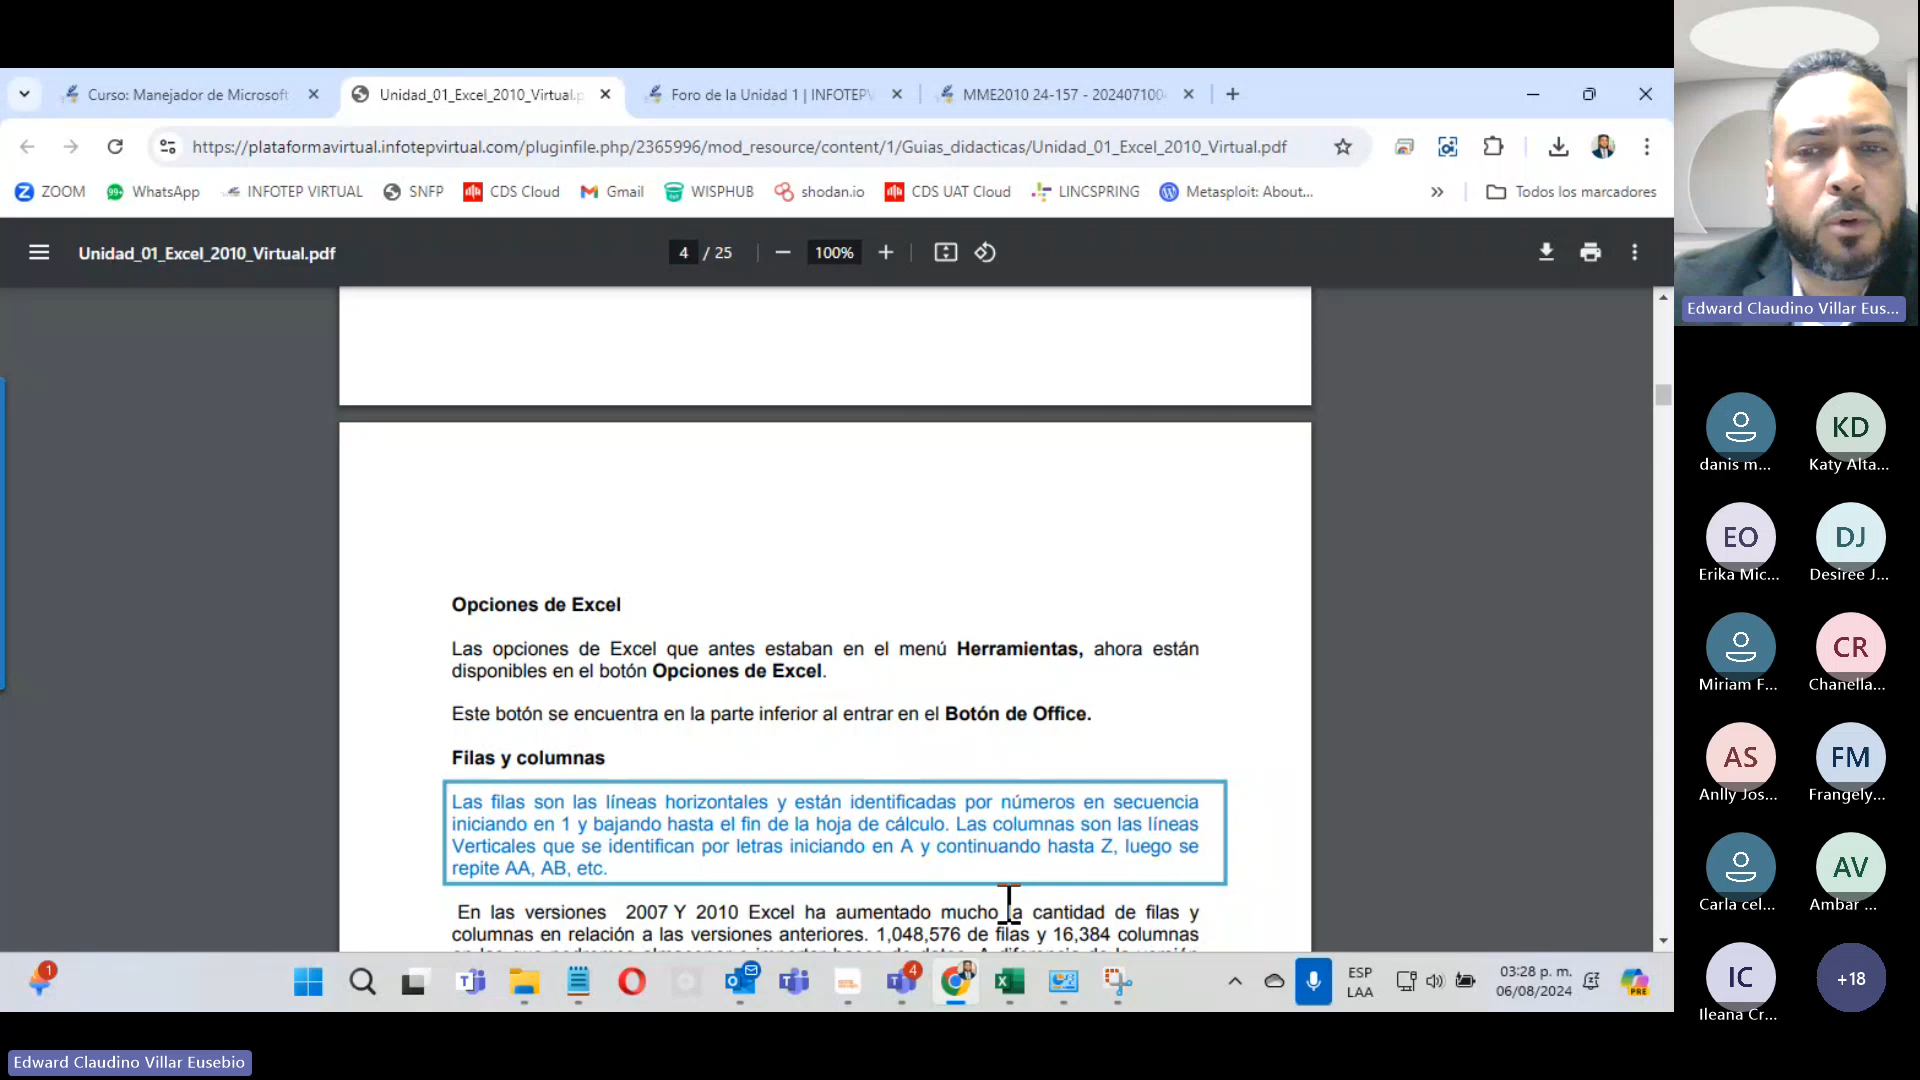 Curso: Manejador de Microsoft
Unidad_01_Excel_2010_Virtual.p
Foro de la Unidad 1 | INFOTEPV
MME2010 24-157 - 202407100
https://plataformavirtual.infotepvirtual.com/pluginfile.php/2365996/mod_resource/content/1/Guias_didacticas/Unidad_01_Excel_2010_Virtual.pdf
ZOOM
99+
WhatsApp
INFOTEP VIRTUAL
SNFP
CDS Cloud
Gmail
WISPHUB
shodan.io
CDS UAT Cloud
LINCSPRING
Metasploit: About...
Todos los marcadores
Unidad_01_Excel_2010_Virtual.pdf
4 / 25
100%
Opciones de Excel
Las opciones de Excel que antes estaban en el menú Herramientas, ahora están
disponibles en el botón Opciones de Excel.
Este botón se encuentra en la parte inferior al entrar en el Botón de Office.
Filas y columnas
Las filas son las líneas horizontales y están identificadas por números en secuencia
iniciando en 1 y bajando hasta el fin de la hoja de cálculo. Las columnas son las líneas
Verticales que se identifican por letras iniciando en A y continuando hasta Z, luego se
repite AA, AB, etc.
En las versiones 2007 Y 2010 Excel ha aumentado mucho la cantidad de filas y
columnas en relación a las versiones anteriores. 1,048,576 de filas y 16,384 columnas
1
4
ESP
LAA
03:28 p. m.
06/08/2024
PRE
Edward Claudino Villar Eus...
danis m...
KD
Katy Alta...
EO
Erika Mic...
DJ
Desiree J...
Miriam F...
CR
Chanella...
AS
Anlly Jos...
FM
Frangely...
Carla cel...
AV
Ambar ...
IC
Ileana Cr...
+18
Edward Claudino Villar Eusebio